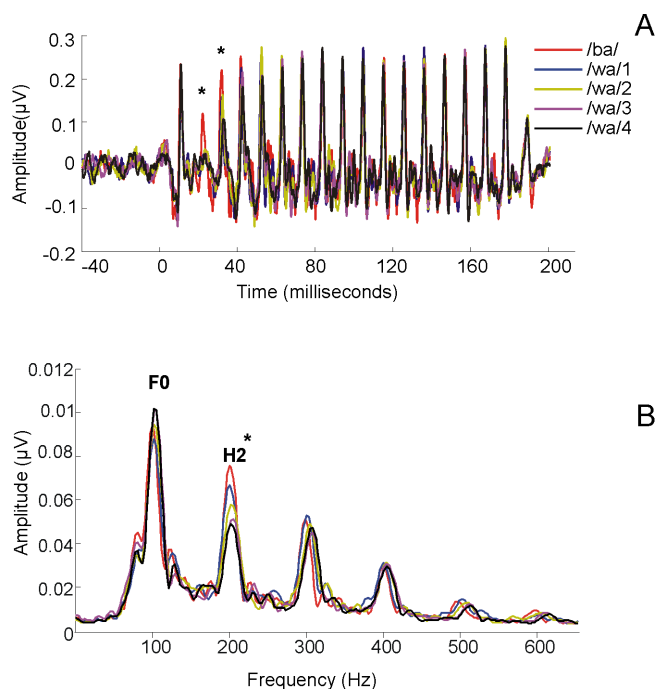 A
0.3
0.2
0.1
0
-0.1
-0.2
Amplitude(µV)
*
*
/ba/
/wa/1
/wa/2
/wa/3
/wa/4
-40 0 40 80 120 160 200
Time (milliseconds)
B
0.012
0.01
0.08
0.06
0.04
0.02
0
Amplitude (µV)
F0
H2*
100 200 300 400 500 600
Frequency (Hz)